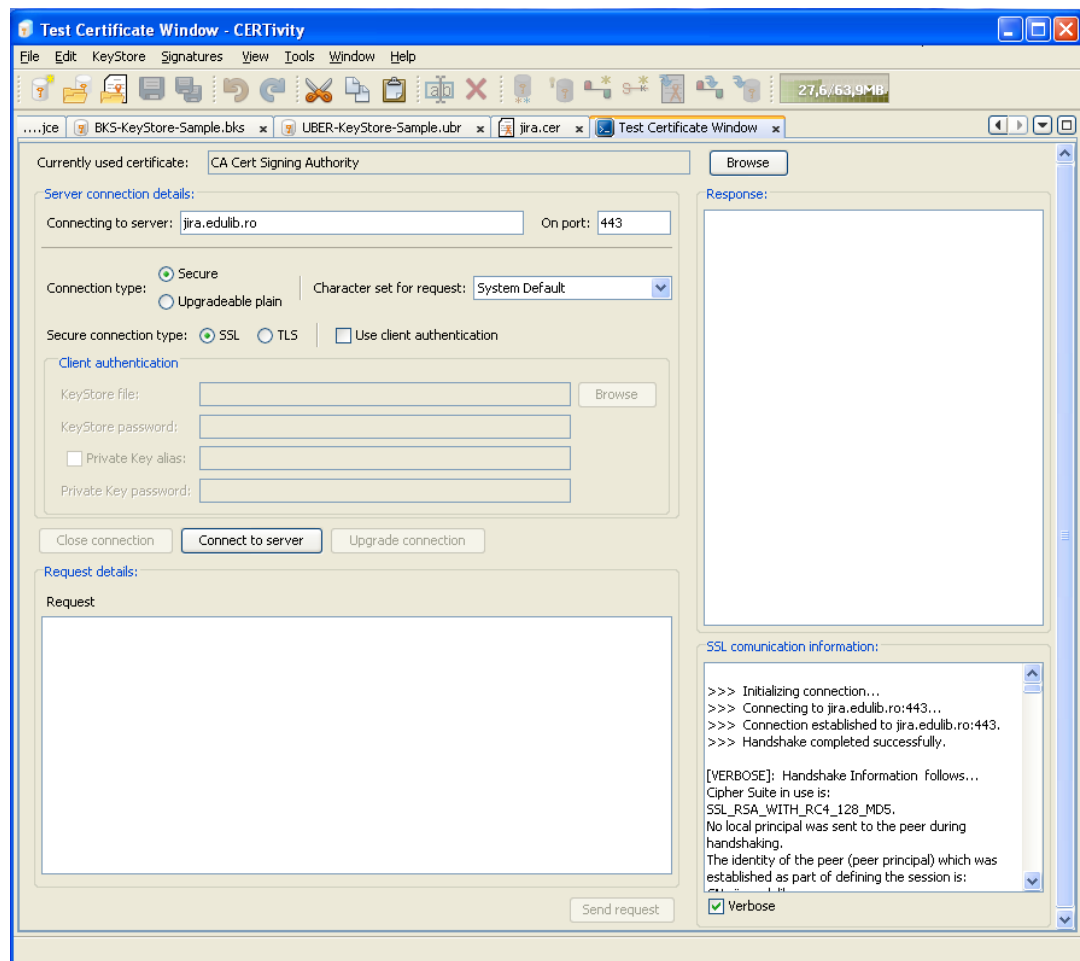 Test Certificate Window - CERTivity
File Edit KeyStore Signatures View Tools Window Help
27,6/63,9MB
....jce BKS-KeyStore-Sample.bks x UBER-KeyStore-Sample.ubr x jira.cer x Test Certificate Window x
Currently used certificate: CA Cert Signing Authority Browse
Server connection details:
Connecting to server: jira.edulib.ro On port: 443
Connection type: Secure
Upgradeable plain
Character set for request: System Default
Secure connection type: SSL TLS Use client authentication
Client authentication
KeyStore file: Browse
KeyStore password:
Private Key alias:
Private Key password:
Close connection Connect to server Upgrade connection
Request details:
Request
Send request
Response:
SSL comunication information:
>>> Initializing connection...
>>> Connecting to jira.edulib.ro:443...
>>> Connection established to jira.edulib.ro:443.
>>> Handshake completed successfully.
[VERBOSE]: Handshake Information follows...
Cipher Suite in use is:
SSL_RSA_WITH_RC4_128_MD5.
No local principal was sent to the peer during
handshaking.
The identity of the peer (peer principal) which was
established as part of defining the session is:
Verbose